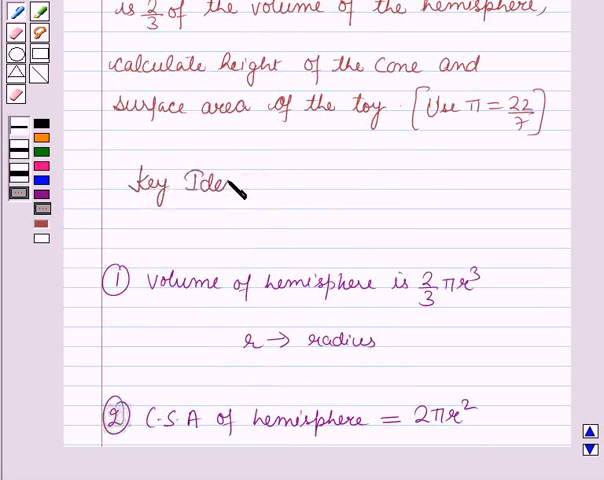 is 2/3 of the volume of the hemisphere,
calculate height of the cone and
surface area of the toy. [Use π = 22/7]
Key Ide
① Volume of hemisphere is 2/3 πr³
r → radius
② C.S.A of hemisphere = 2πr²